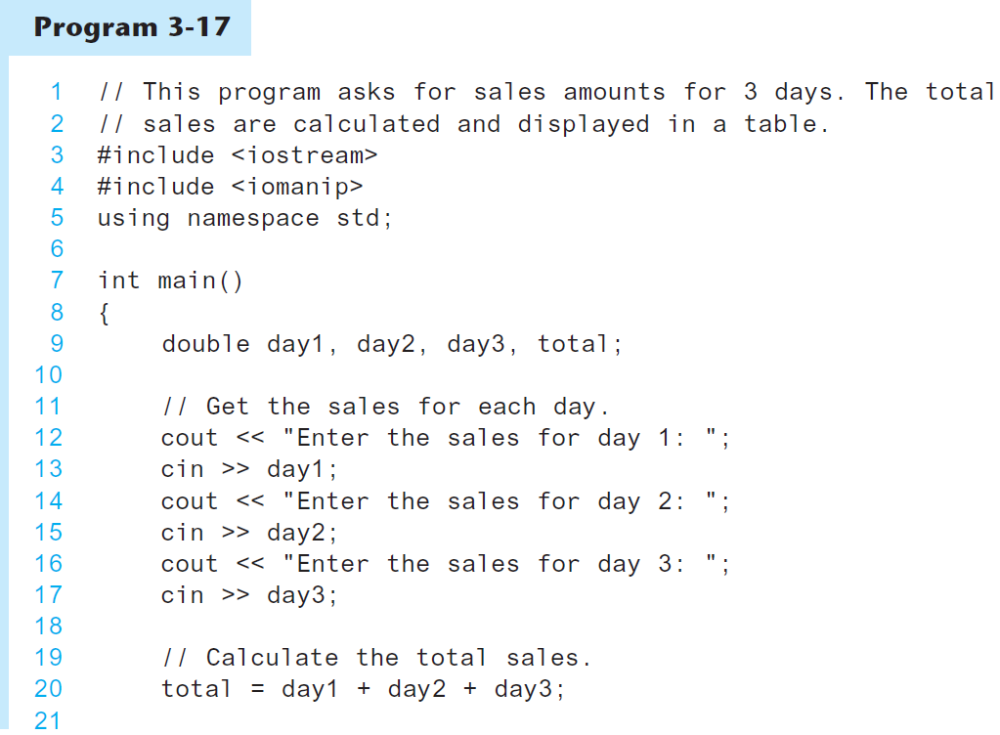 Program 3-17
1 // This program asks for sales amounts for 3 days. The total
2 // sales are calculated and displayed in a table.
3 #include <iostream>
4 #include <iomanip>
5 using namespace std;
6
7 int main()
8 {
9 double day1, day2, day3, total;
10
11 // Get the sales for each day.
12 cout << "Enter the sales for day 1: ";
13 cin >> day1;
14 cout << "Enter the sales for day 2: ";
15 cin >> day2;
16 cout << "Enter the sales for day 3: ";
17 cin >> day3;
18
19 // Calculate the total sales.
20 total = day1 + day2 + day3;
21